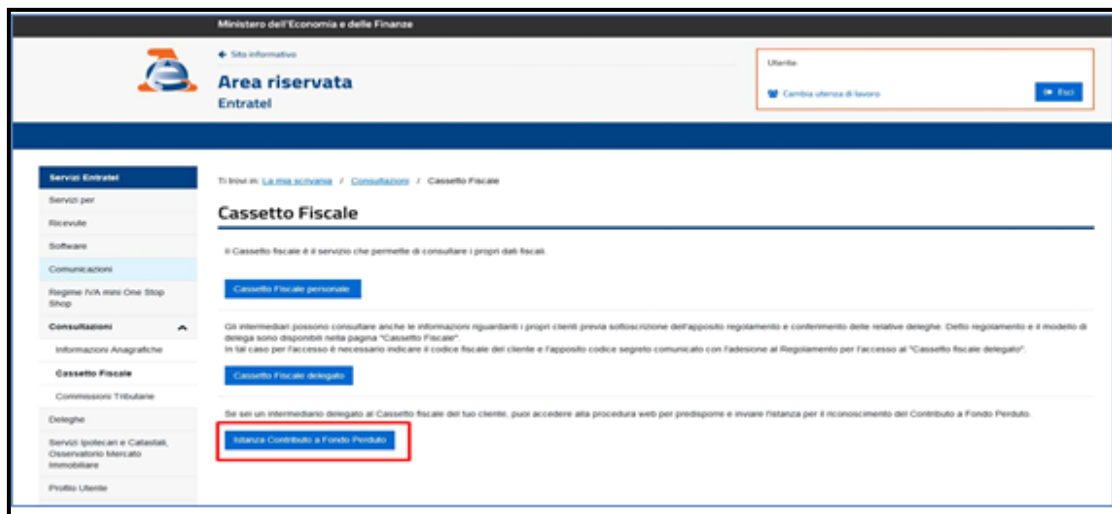 Ministero dell'Economia e delle Finanze
Sito informativo
Area riservata
Entratel
Utente:
Cambia utenza di lavoro
Esci
Servizi Entratel
Servizi per
Ricevute
Software
Comunicazioni
Regime IVA mini One Stop
Shop
Consultazioni
Informazioni Anagrafiche
Cassetto Fiscale
Commissioni Tributarie
Deleghe
Servizi Ipotecari e Catastali,
Osservatorio Mercato
Immobiliare
Profilo Utente
Ti trovi in: La mia scrivania / Consultazioni / Cassetto Fiscale
Cassetto Fiscale
Il Cassetto fiscale è il servizio che permette di consultare i propri dati fiscali.
Cassetto Fiscale personale
Gli intermediari possono consultare anche le informazioni riguardanti i propri clienti previa sottoscrizione dell'apposito regolamento e conferimento delle relative deleghe. Detto regolamento e il modello di
delega sono disponibili nella pagina "Cassetto Fiscale".
In tal caso per l'accesso è necessario indicare il codice fiscale del cliente e l'apposito codice segreto comunicato con l'adesione al Regolamento per l'accesso al "Cassetto fiscale delegato".
Cassetto Fiscale delegato
Se sei un intermediario delegato al Cassetto fiscale del tuo cliente, puoi accedere alla procedura web per predisporre e inviare l'istanza per il riconoscimento del Contributo a Fondo Perduto.
Istanza Contributo a Fondo Perduto